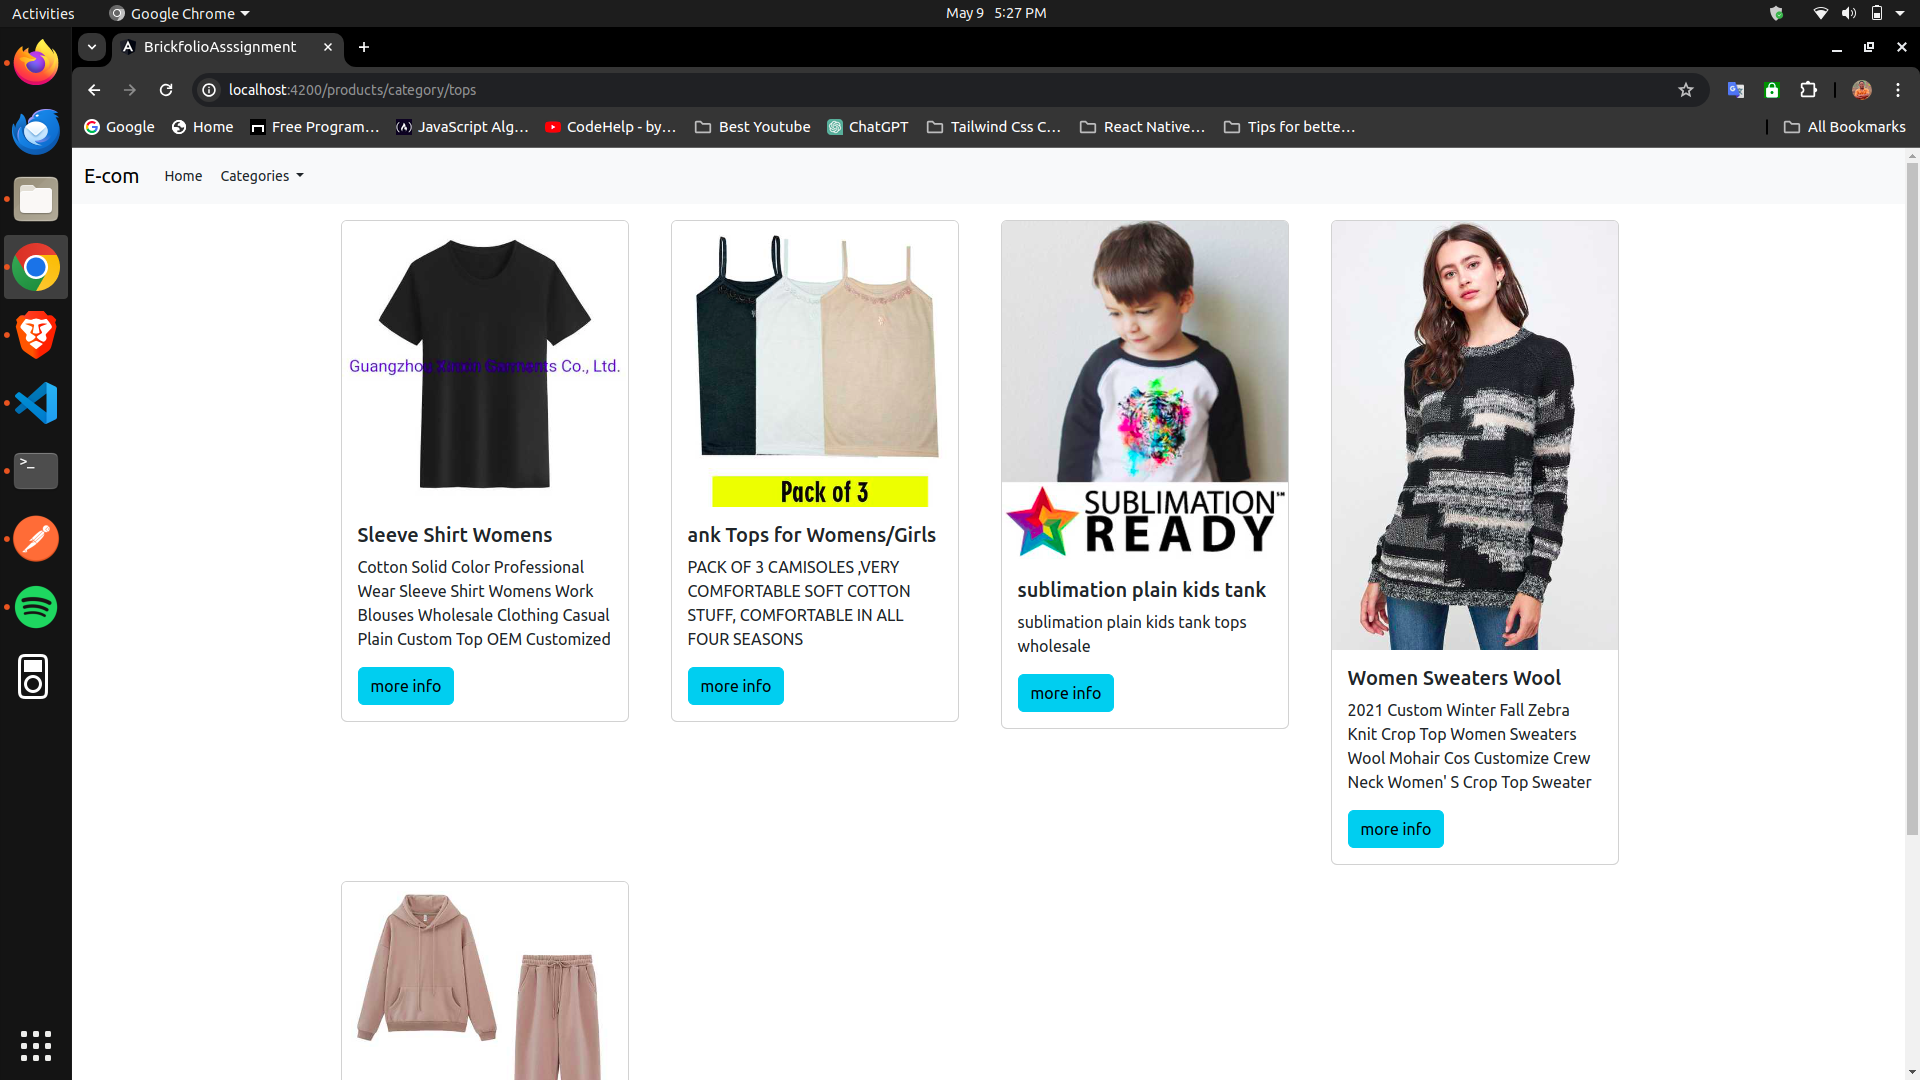 Activities
Google Chrome
May 9 5:27 PM
BrickfolioAsssignment
localhost:4200/products/category/tops
Google
Home
Free Program…
JavaScript Alg…
CodeHelp - by…
Best Youtube
ChatGPT
Tailwind Css C…
React Native…
Tips for bette…
All Bookmarks
E-com
Home
Categories
Guangzhou Xinxin Garments Co., Ltd.
Sleeve Shirt Womens
Cotton Solid Color Professional
Wear Sleeve Shirt Womens Work
Blouses Wholesale Clothing Casual
Plain Custom Top OEM Customized
more info
Pack of 3
ank Tops for Womens/Girls
PACK OF 3 CAMISOLES ,VERY
COMFORTABLE SOFT COTTON
STUFF, COMFORTABLE IN ALL
FOUR SEASONS
more info
SUBLIMATION℠
READY
sublimation plain kids tank
sublimation plain kids tank tops
wholesale
more info
Women Sweaters Wool
2021 Custom Winter Fall Zebra
Knit Crop Top Women Sweaters
Wool Mohair Cos Customize Crew
Neck Women' S Crop Top Sweater
more info